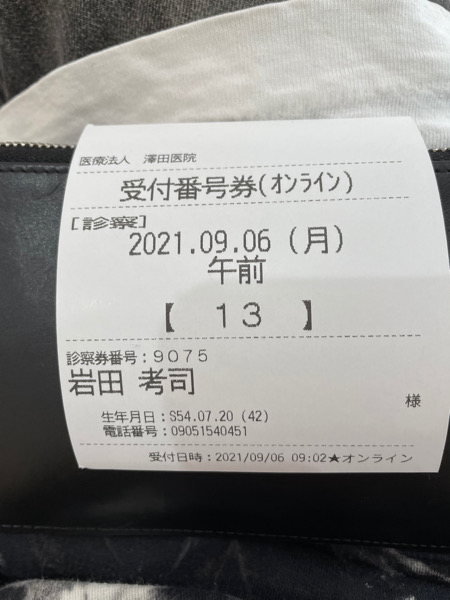 医療法人　澤田医院
受付番号券(ｵﾝﾗｲﾝ)
[診察]
2021.09.06 (月)
午前
【　１３　】
診察券番号：９０７５
岩田 考司
様
生年月日：S54.07.20 (42)
電話番号：09051540451
受付日時：2021/09/06 09:02★オンライン